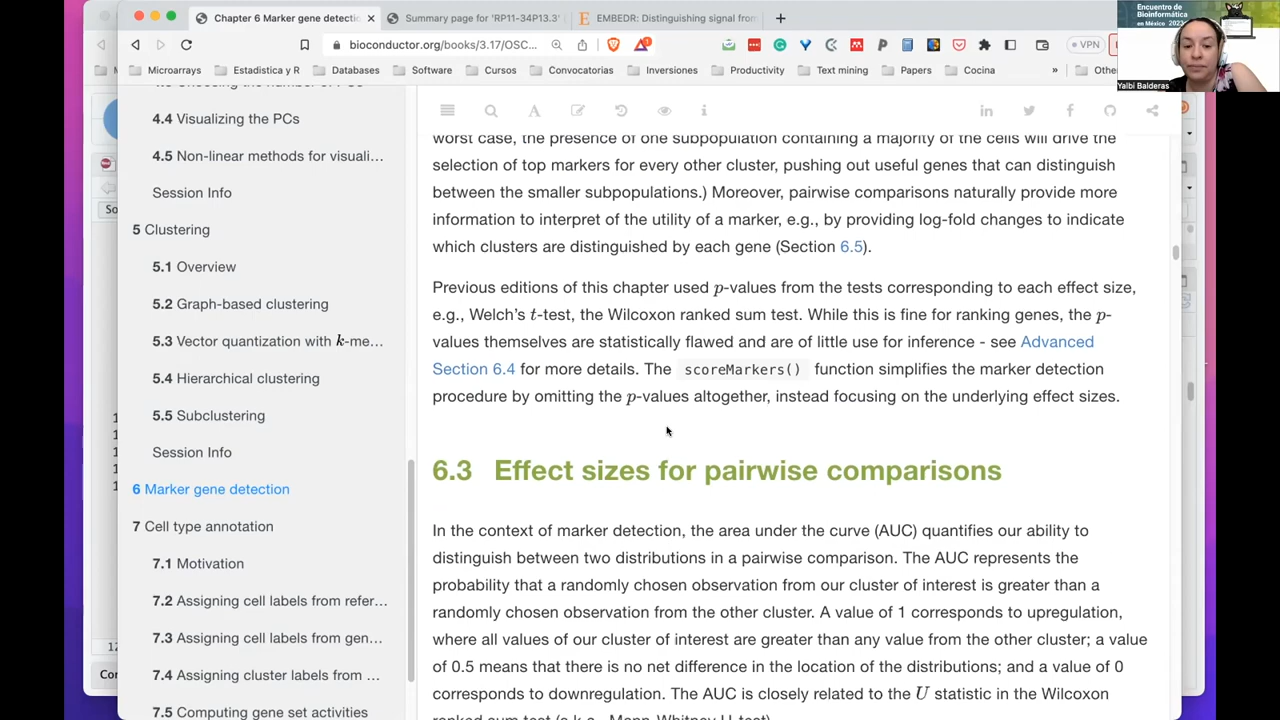 Chapter 6 Marker gene detectio
Summary page for 'RP11-34P13.3'
EMBEDR: Distinguishing signal from
bioconductor.org/books/3.17/OSC...
VPN
Microarrays
Estadistica y R
Databases
Software
Cursos
Convocatorias
Inversiones
Productivity
Text mining
Papers
Cocina
»
Othe
Encuentro de
Bioinformática
en México 2023
Yalbi Balderas
4.4 Visualizing the PCs
4.5 Non-linear methods for visuali...
Session Info
5 Clustering
5.1 Overview
5.2 Graph-based clustering
5.3 Vector quantization with k-me...
5.4 Hierarchical clustering
5.5 Subclustering
Session Info
6 Marker gene detection
7 Cell type annotation
7.1 Motivation
7.2 Assigning cell labels from refer...
7.3 Assigning cell labels from gen...
7.4 Assigning cluster labels from ...
7.5 Computing gene set activities
So
Con
worst case, the presence of one subpopulation containing a majority of the cells will drive the
selection of top markers for every other cluster, pushing out useful genes that can distinguish
between the smaller subpopulations.) Moreover, pairwise comparisons naturally provide more
information to interpret of the utility of a marker, e.g., by providing log-fold changes to indicate
which clusters are distinguished by each gene (Section 6.5).
Previous editions of this chapter used p-values from the tests corresponding to each effect size,
e.g., Welch's t-test, the Wilcoxon ranked sum test. While this is fine for ranking genes, the p-
values themselves are statistically flawed and are of little use for inference - see Advanced
Section 6.4 for more details. The scoreMarkers() function simplifies the marker detection
procedure by omitting the p-values altogether, instead focusing on the underlying effect sizes.
6.3 Effect sizes for pairwise comparisons
In the context of marker detection, the area under the curve (AUC) quantifies our ability to
distinguish between two distributions in a pairwise comparison. The AUC represents the
probability that a randomly chosen observation from our cluster of interest is greater than a
randomly chosen observation from the other cluster. A value of 1 corresponds to upregulation,
where all values of our cluster of interest are greater than any value from the other cluster; a value
of 0.5 means that there is no net difference in the location of the distributions; and a value of 0
corresponds to downregulation. The AUC is closely related to the U statistic in the Wilcoxon
ranked sum test (a.k.a., Mann-Whitney U-test).